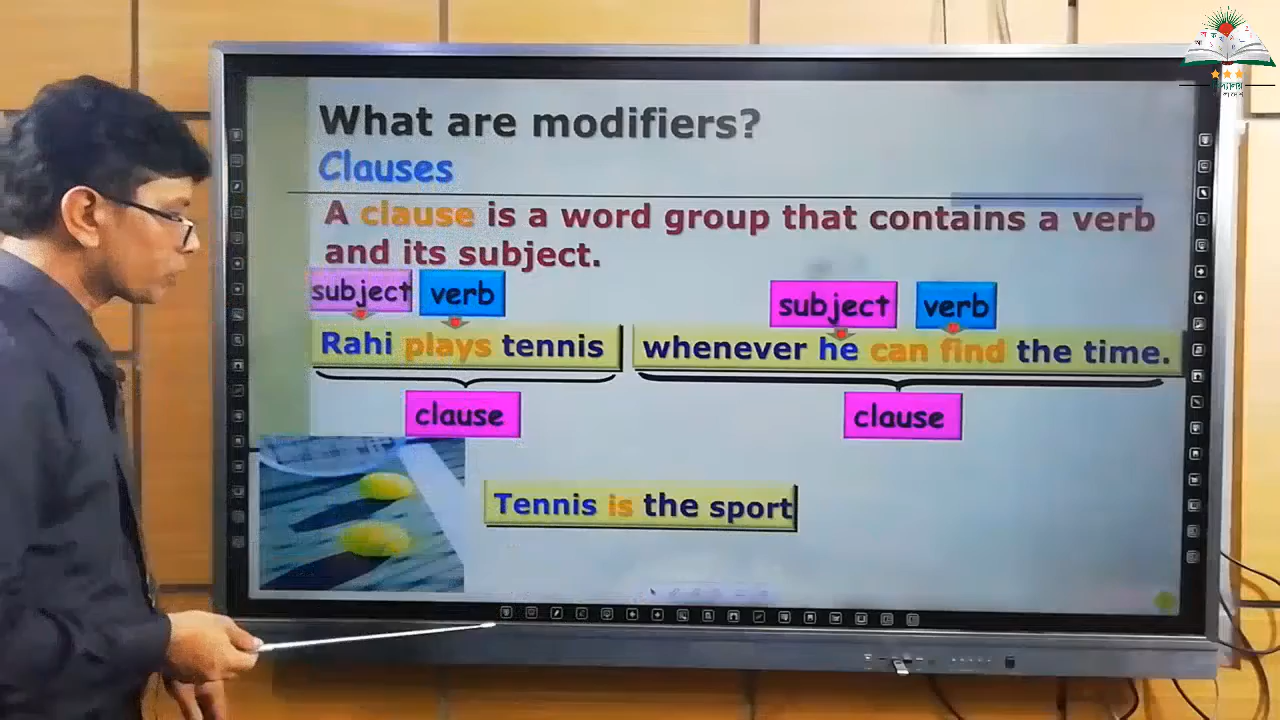 What are modifiers?
Clauses
A clause is a word group that contains a verb
and its subject.
subject verb subject verb
Rahi plays tennis whenever he can find the time.
clause clause
Tennis is the sport